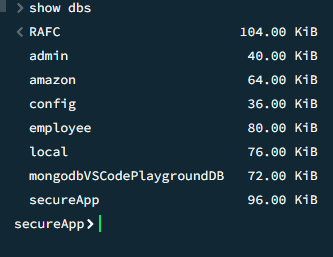 > show dbs
< RAFC 104.00 KiB
admin 40.00 KiB
amazon 64.00 KiB
config 36.00 KiB
employee 80.00 KiB
local 76.00 KiB
mongodbVSCodePlaygroundDB 72.00 KiB
secureApp 96.00 KiB
secureApp>